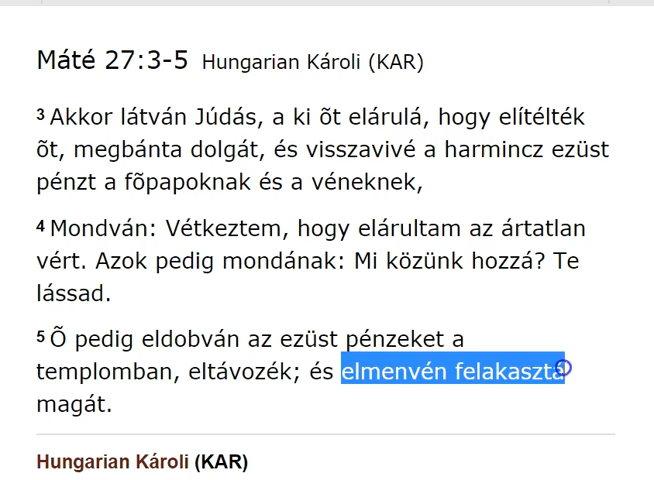 Máté 27:3-5 Hungarian Károli (KAR)
3 Akkor látván Júdás, a ki õt elárulá, hogy elítélték
õt, megbánta dolgát, és visszavivé a harmincz ezüst
pénzt a fõpapoknak és a véneknek,
4 Mondván: Vétkeztem, hogy elárultam az ártatlan
vért. Azok pedig mondának: Mi közünk hozzá? Te
lássad.
5 Õ pedig eldobván az ezüst pénzeket a
templomban, eltávozék; és elmenvén felakasztá
magát.
Hungarian Károli (KAR)